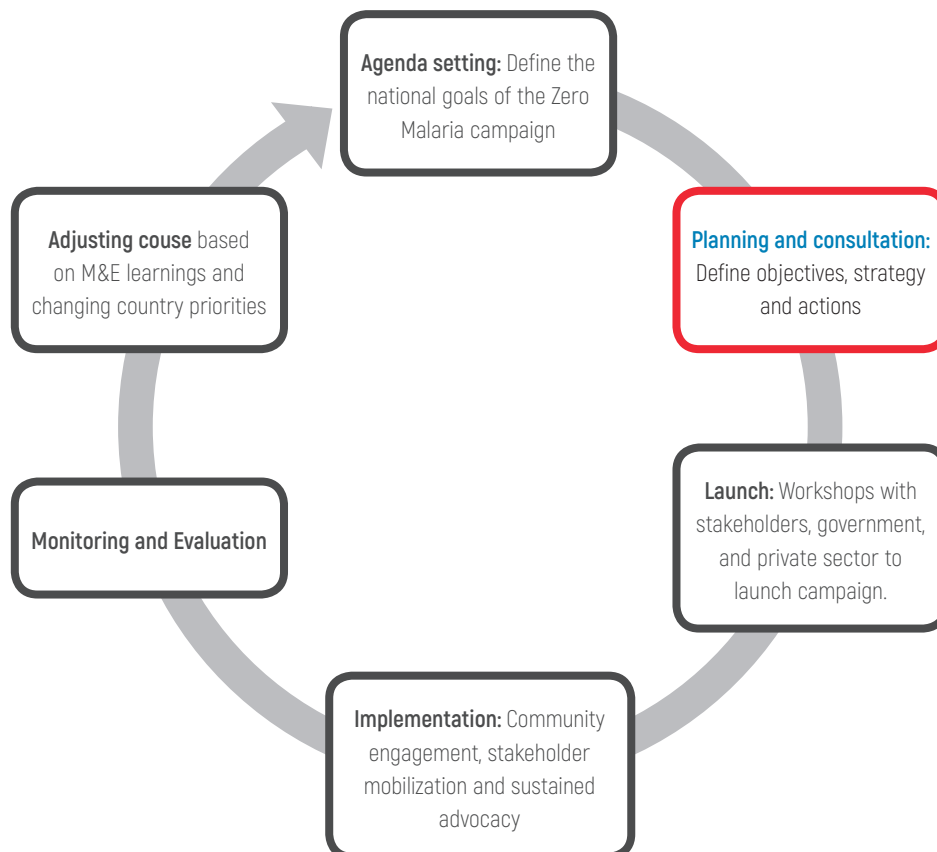 Agenda setting: Define the
national goals of the Zero
Malaria campaign
Planning and consultation:
Define objectives, strategy
and actions
Launch: Workshops with
stakeholders, government,
and private sector to
launch campaign.
Implementation: Community
engagement, stakeholder
mobilization and sustained
advocacy
Monitoring and Evaluation
Adjusting couse based
on M&E learnings and
changing country priorities